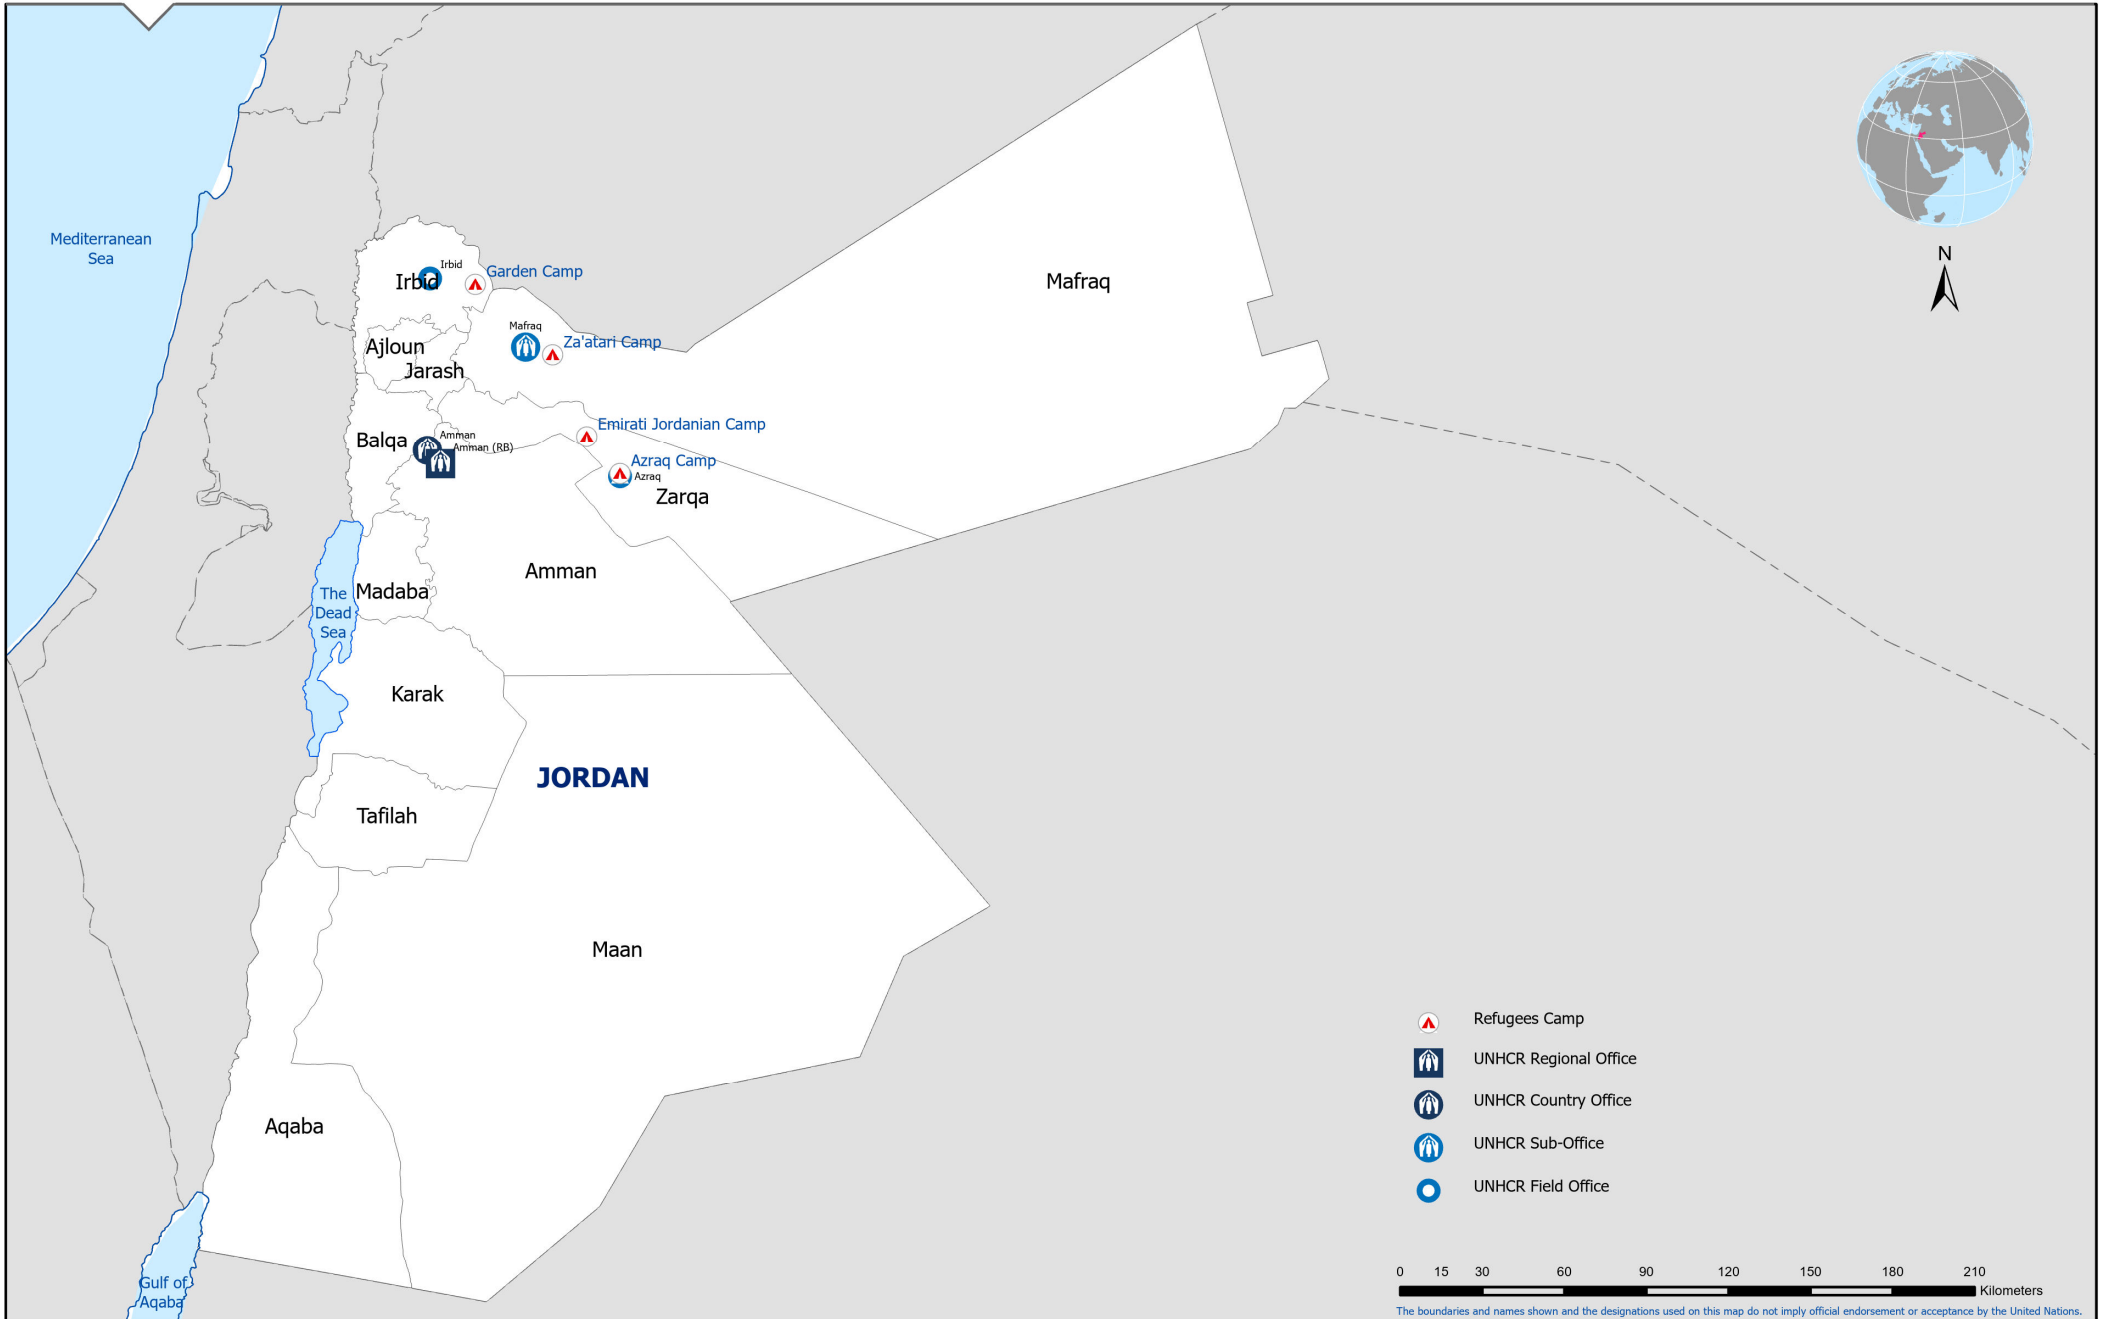 Mediterranean
Sea
N
Irbid
Irbid
Garden Camp
Mafraq
Mafraq
Za'atari Camp
Ajloun
Jarash
Emirati Jordanian Camp
Balqa
Amman
Amman (RB)
Azraq Camp
Azraq
Zarqa
Amman
The
Dead
Sea
Madaba
Karak
JORDAN
Tafilah
Maan
Aqaba
Gulf of
Aqaba
Refugees Camp
UNHCR Regional Office
UNHCR Country Office
UNHCR Sub-Office
UNHCR Field Office
0 15 30 60 90 120 150 180 210
Kilometers
The boundaries and names shown and the designations used on this map do not imply official endorsement or acceptance by the United Nations.